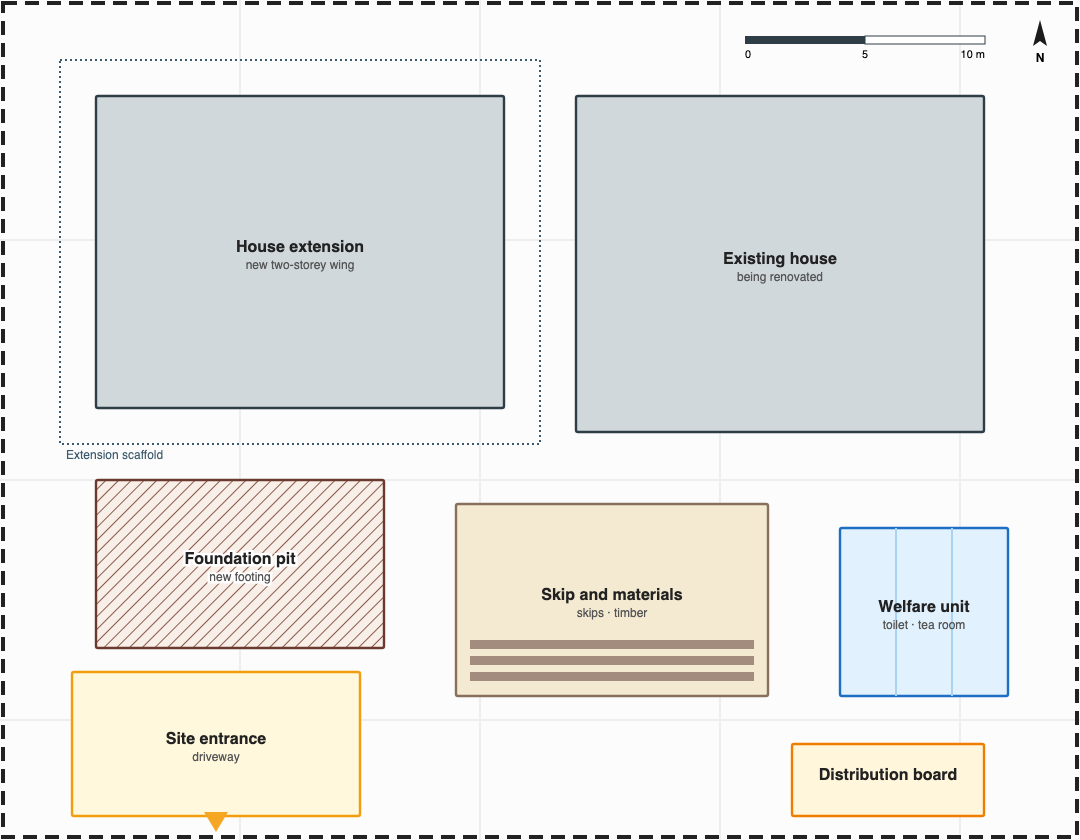 0 5 10 m
N
House extension
new two-storey wing
Existing house
being renovated
Extension scaffold
Foundation pit
new footing
Skip and materials
skips · timber
Welfare unit
toilet · tea room
Site entrance
driveway
Distribution board